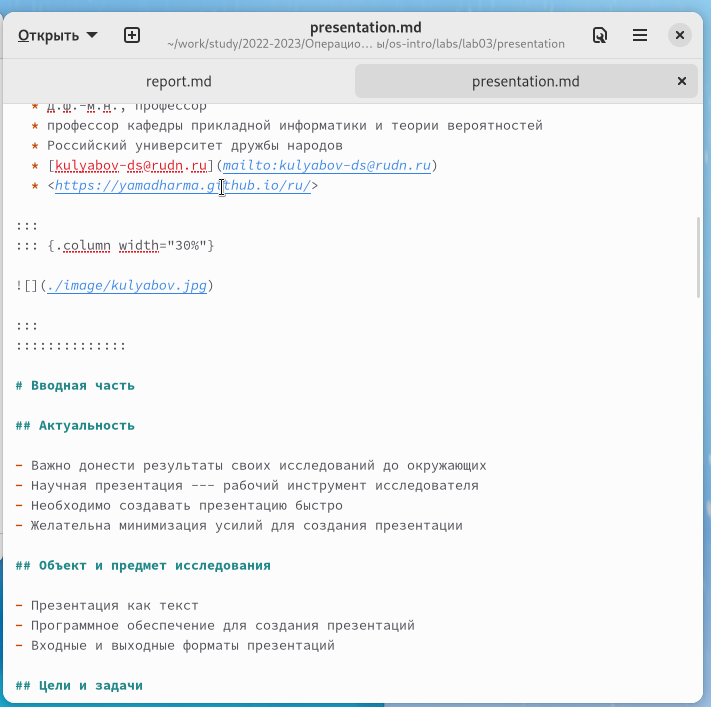 Открыть
presentation.md
~/work/study/2022-2023/Операцио… ы/os-intro/labs/lab03/presentation
report.md
presentation.md
* д.ф.-м.н., профессор
* профессор кафедры прикладной информатики и теории вероятностей
* Российский университет дружбы народов
* [kulyabov-ds@rudn.ru](mailto:kulyabov-ds@rudn.ru)
* <https://yamadharma.github.io/ru/>
:::
::: {.column width="30%"}
![](./image/kulyabov.jpg)
:::
::::::::::::::
# Вводная часть
## Актуальность
- Важно донести результаты своих исследований до окружающих
- Научная презентация --- рабочий инструмент исследователя
- Необходимо создавать презентацию быстро
- Желательна минимизация усилий для создания презентации
## Объект и предмет исследования
- Презентация как текст
- Программное обеспечение для создания презентаций
- Входные и выходные форматы презентаций
## Цели и задачи